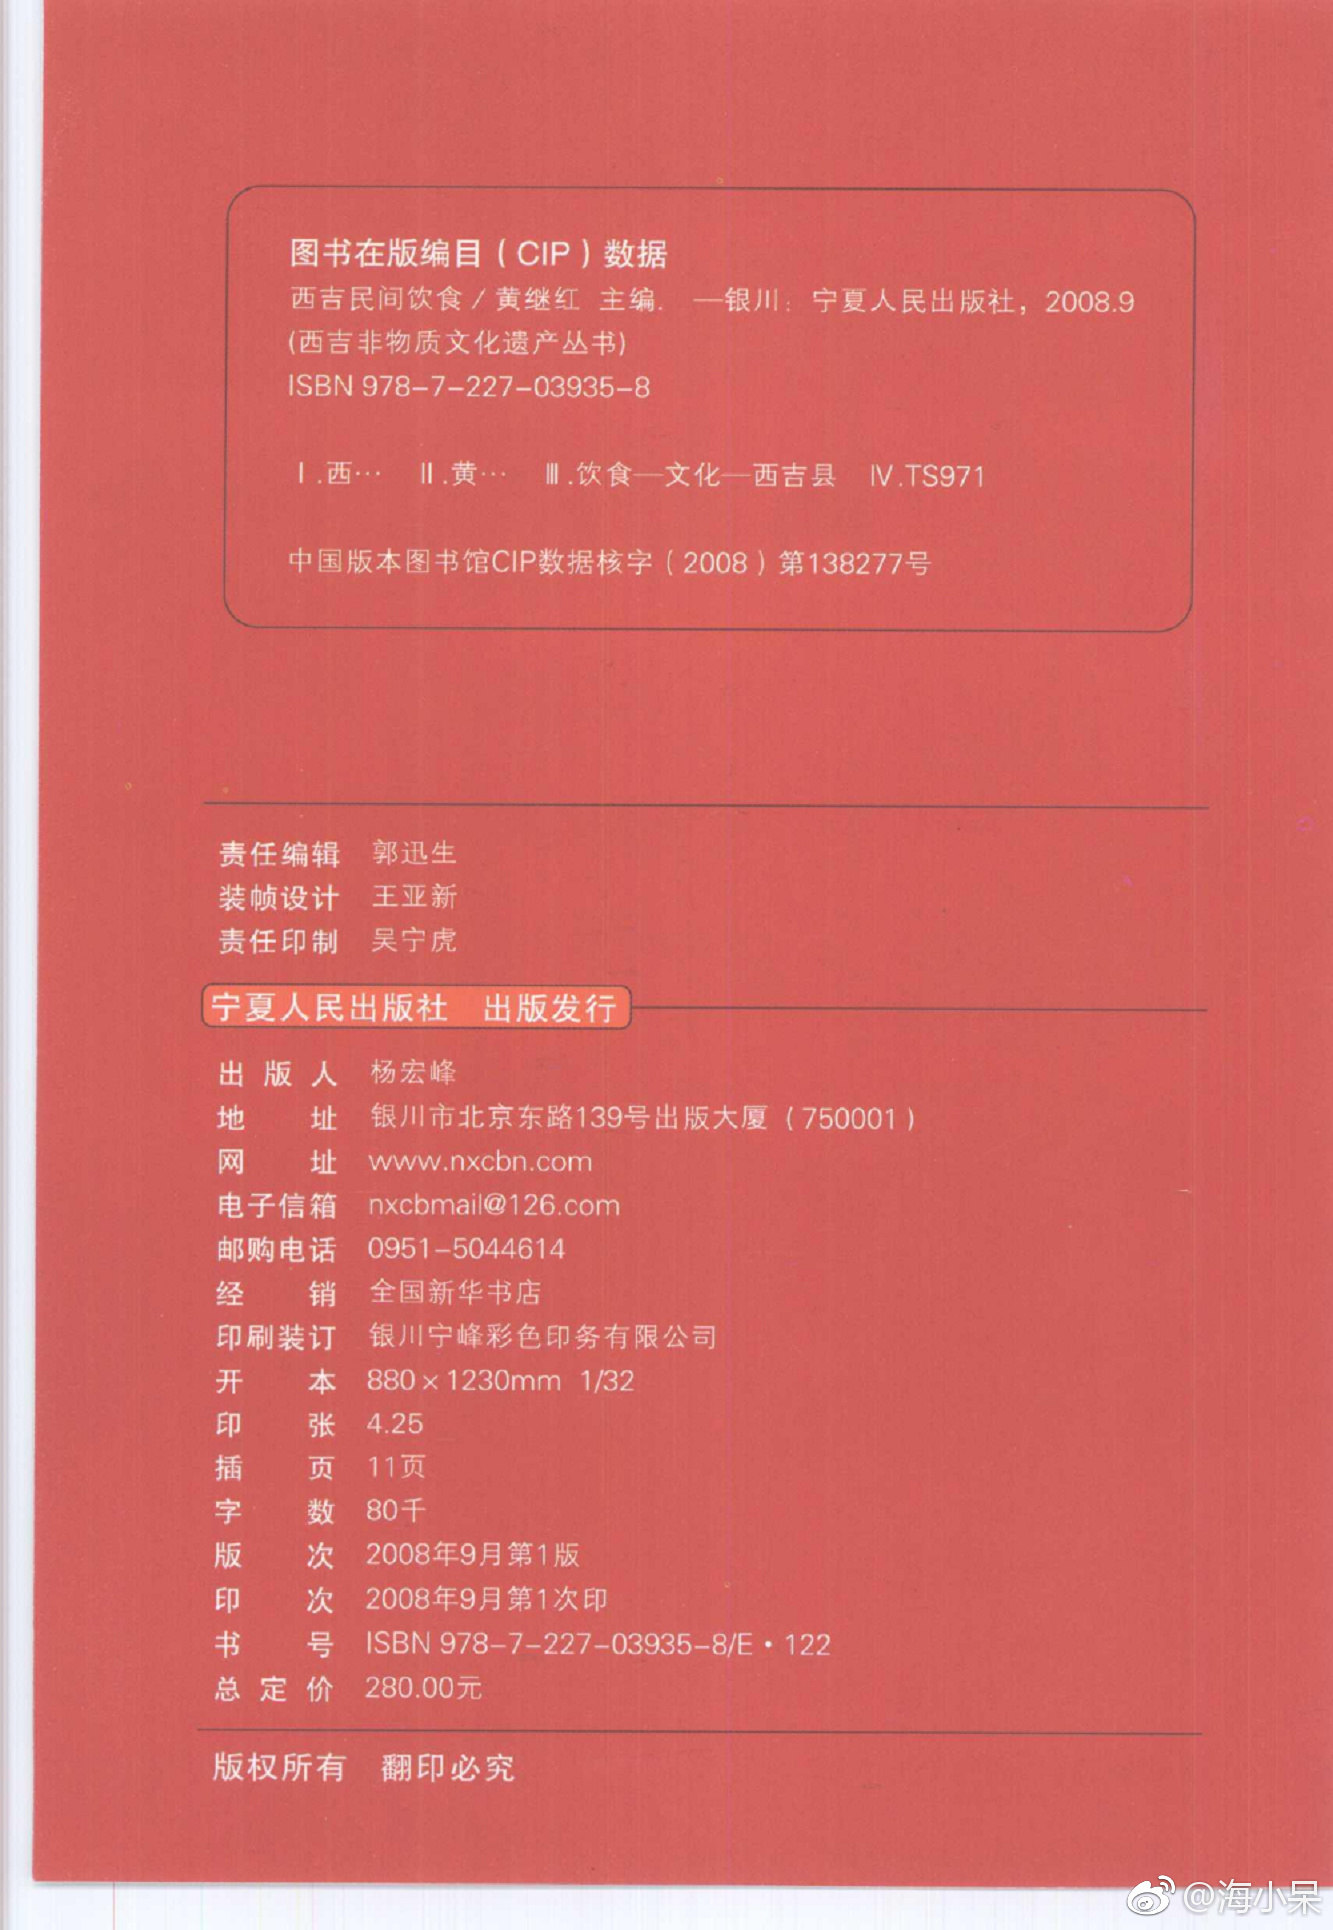 图书在版编目（CIP）数据
西吉民间饮食／黄继红 主编. —银川：宁夏人民出版社，2008.9
(西吉非物质文化遗产丛书)
ISBN 978-7-227-03935-8
Ⅰ.西… Ⅱ.黄… Ⅲ.饮食—文化—西吉县 Ⅳ.TS971
中国版本图书馆CIP数据核字（2008）第138277号
责任编辑 郭迅生
装帧设计 王亚新
责任印制 吴宁虎
宁夏人民出版社 出版发行
出版人 杨宏峰
地址 银川市北京东路139号出版大厦（750001）
网址 www.nxcbn.com
电子信箱 nxcbmail@126.com
邮购电话 0951-5044614
经销 全国新华书店
印刷装订 银川宁峰彩色印务有限公司
开本 880×1230mm 1/32
印张 4.25
插页 11页
字数 80千
版次 2008年9月第1版
印次 2008年9月第1次印
书号 ISBN 978-7-227-03935-8/E·122
总定价 280.00元
版权所有 翻印必究
@海小呆